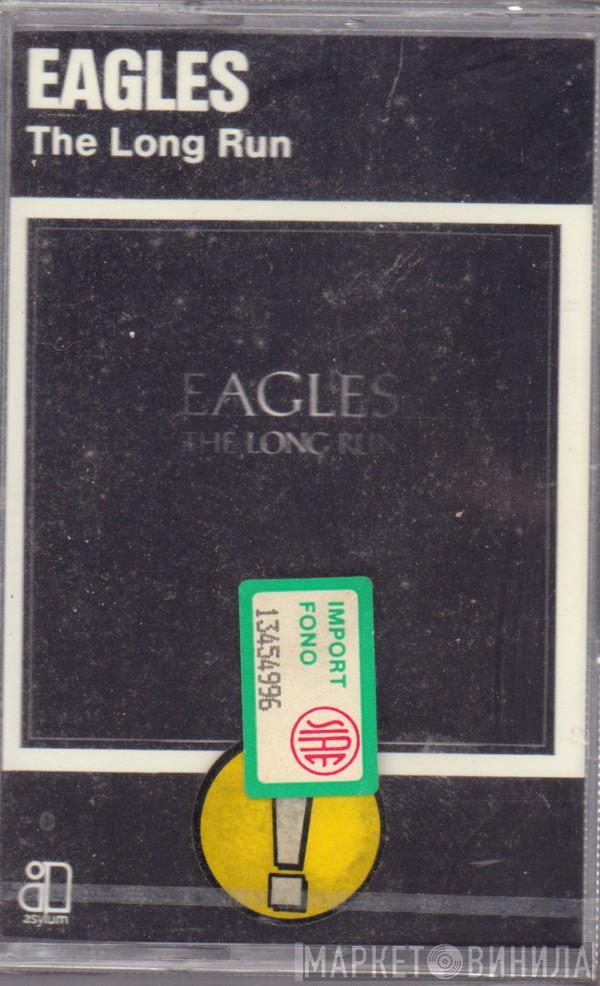 EAGLES
The Long Run
EAGLES
THE LONG RUN
IMPORT
FONO
13454996
SIAE
!
asylum
МАРКЕТ ВИНИЛА